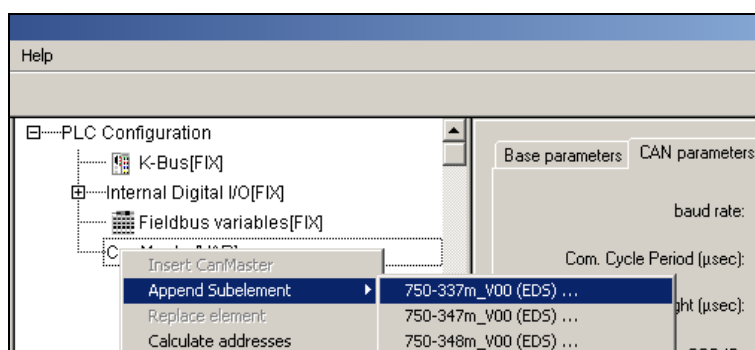 Help
PLC Configuration
K-Bus[FIX]
Internal Digital I/O[FIX]
Fieldbus variables[FIX]
Insert CanMaster
Append Subelement
Replace element
Calculate addresses
750-337m_V00 (EDS) ...
750-347m_V00 (EDS) ...
750-348m_V00 (EDS) ...
Base parameters
CAN parameters
baud rate:
Com. Cycle Period (µsec):
(µsec):